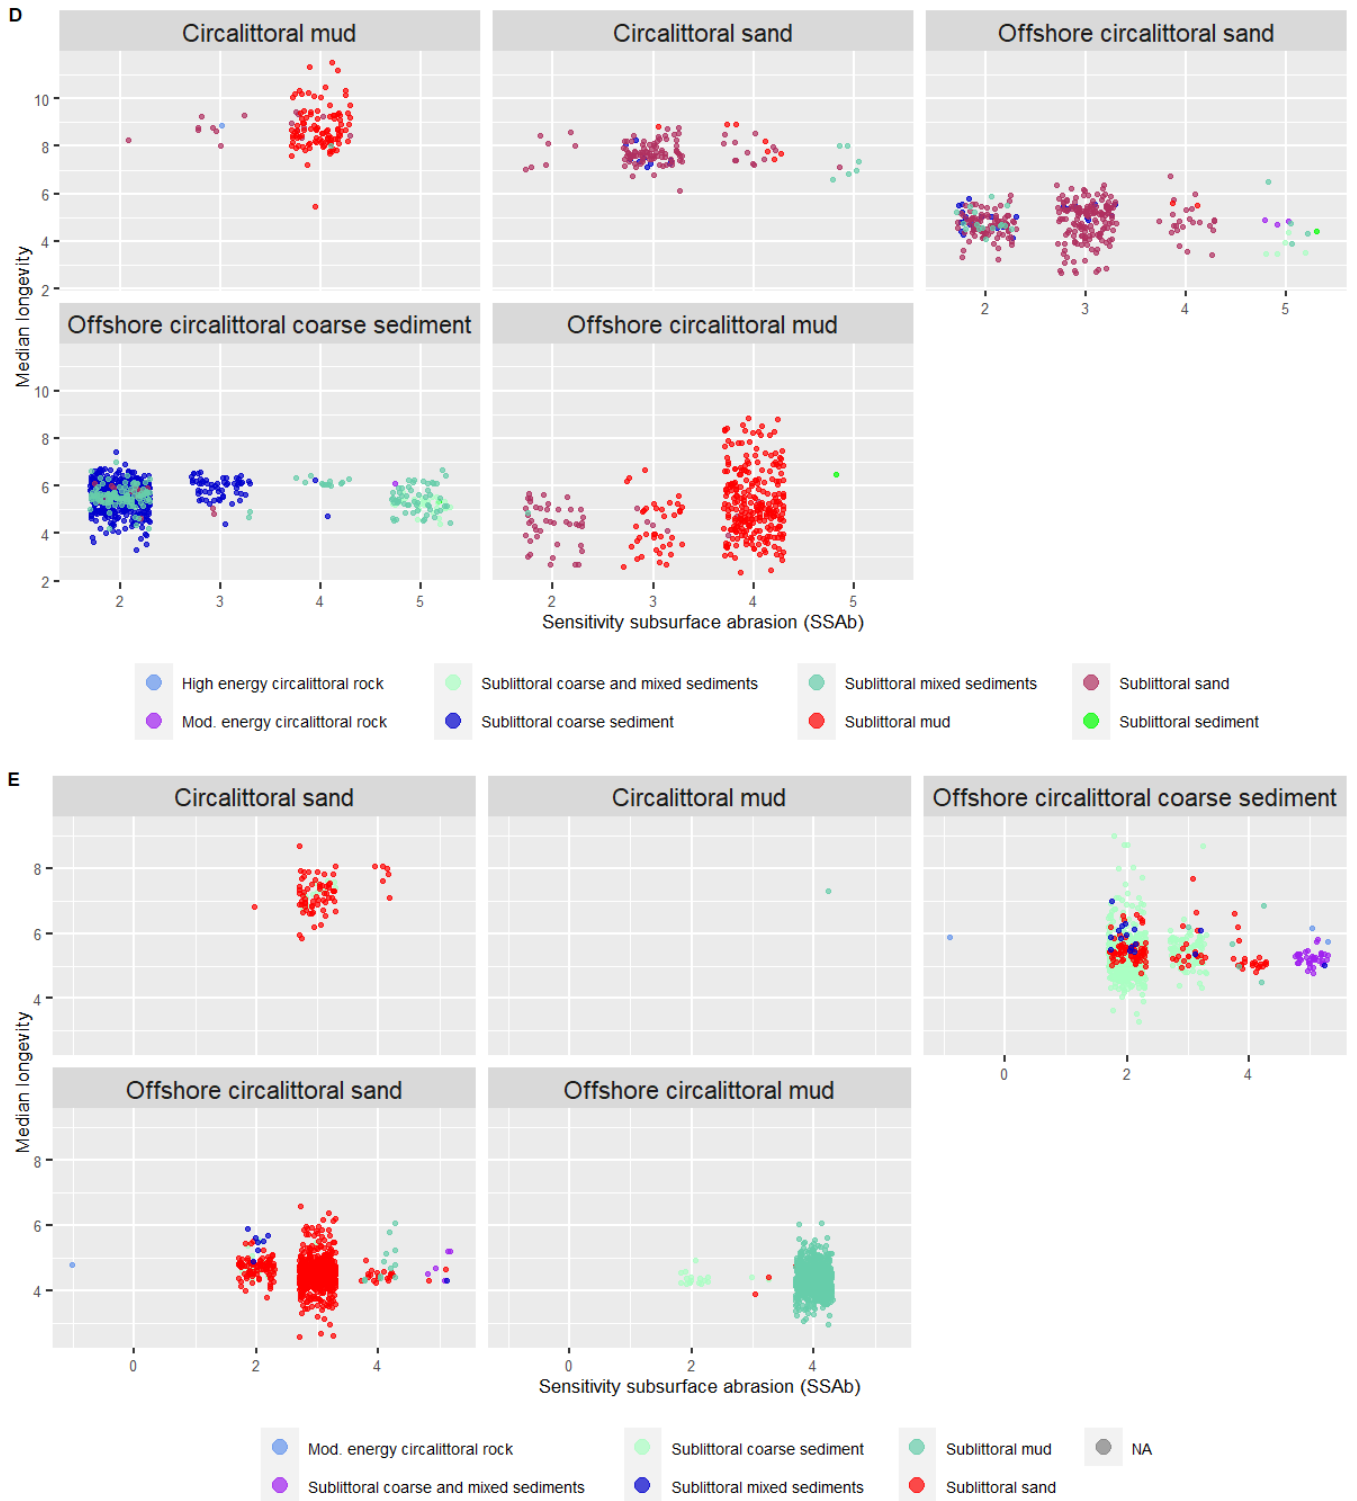 D
Circalittoral mud
Circalittoral sand
Offshore circalittoral sand
10
8
6
4
2
2 3 4 5
Offshore circalittoral coarse sediment
Offshore circalittoral mud
Median longevity
10
8
6
4
2
2 3 4 5
2 3 4 5
Sensitivity subsurface abrasion (SSAb)
High energy circalittoral rock
Sublittoral coarse and mixed sediments
Sublittoral mixed sediments
Sublittoral sand
Mod. energy circalittoral rock
Sublittoral coarse sediment
Sublittoral mud
Sublittoral sediment
E
Circalittoral sand
Circalittoral mud
Offshore circalittoral coarse sediment
8
6
4
0 2 4
Median longevity
Offshore circalittoral sand
Offshore circalittoral mud
8
6
4
0 2 4
0 2 4
Sensitivity subsurface abrasion (SSAb)
Mod. energy circalittoral rock
Sublittoral coarse sediment
Sublittoral mud
NA
Sublittoral coarse and mixed sediments
Sublittoral mixed sediments
Sublittoral sand